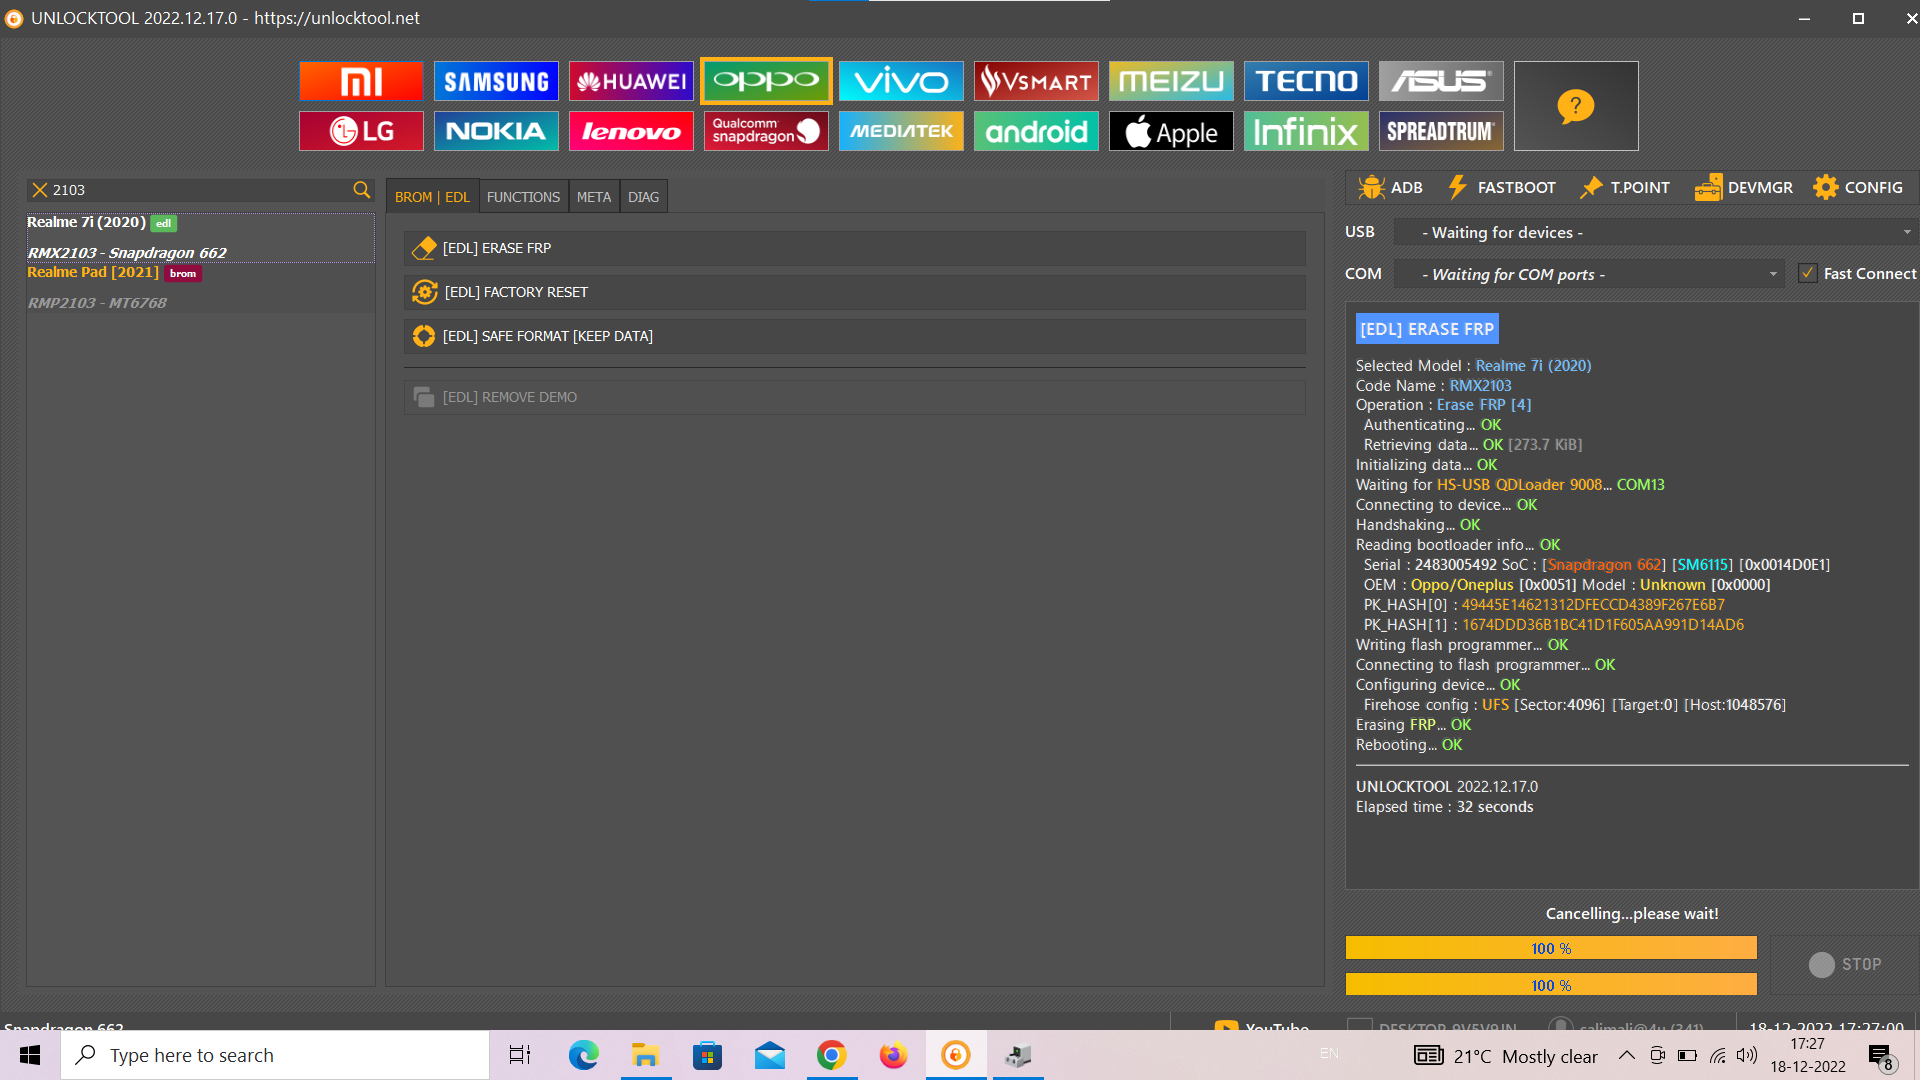 UNLOCKTOOL 2022.12.17.0 - https://unlocktool.net
MI SAMSUNG HUAWEI oppo vivo VSMART MEIZU TECNO ASUS ?
LG NOKIA lenovo Qualcomm snapdragon MEDIATEK android Apple Infinix SPREADTRUM
2103
Realme 7i (2020) edl
RMX2103 - Snapdragon 662
Realme Pad [2021] brom
RMP2103 - MT6768
BROM | EDL FUNCTIONS META DIAG
[EDL] ERASE FRP
[EDL] FACTORY RESET
[EDL] SAFE FORMAT [KEEP DATA]
[EDL] REMOVE DEMO
ADB FASTBOOT T.POINT DEVMGR CONFIG
USB - Waiting for devices -
COM - Waiting for COM ports - Fast Connect
[EDL] ERASE FRP
Selected Model : Realme 7i (2020)
Code Name : RMX2103
Operation : Erase FRP [4]
Authenticating... OK
Retrieving data... OK [273.7 KiB]
Initializing data... OK
Waiting for HS-USB QDLoader 9008... COM13
Connecting to device... OK
Handshaking... OK
Reading bootloader info... OK
Serial : 2483005492 SoC : [Snapdragon 662] [SM6115] [0x0014D0E1]
OEM : Oppo/Oneplus [0x0051] Model : Unknown [0x0000]
PK_HASH[0] : 49445E14621312DFECCD4389F267E6B7
PK_HASH[1] : 1674DDD36B1BC41D1F605AA991D14AD6
Writing flash programmer... OK
Connecting to flash programmer... OK
Configuring device... OK
Firehose config : UFS [Sector:4096] [Target:0] [Host:1048576]
Erasing FRP... OK
Rebooting... OK
UNLOCKTOOL 2022.12.17.0
Elapsed time : 32 seconds
Cancelling...please wait!
100 %
100 %
STOP
Snapdragon 662 YouTube DESKTOP-9V5V9JN salimali@4u (341) 18-12-2022 17:27:00
Type here to search
EN
21°C Mostly clear
17:27
18-12-2022
8